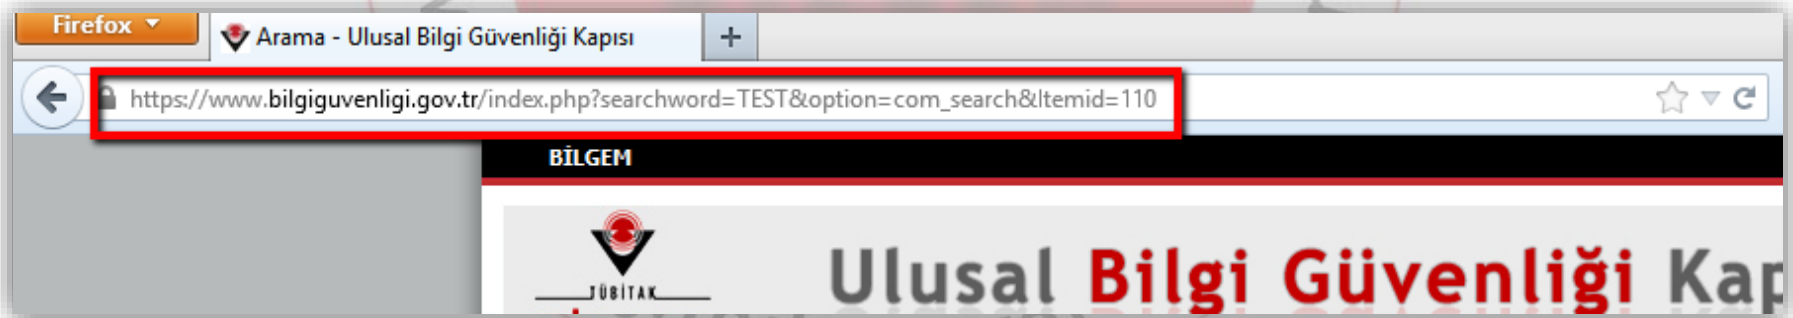 Firefox
Arama - Ulusal Bilgi Güvenliği Kapısı
https://www.bilgiguvenligi.gov.tr/index.php?searchword=TEST&option=com_search&Itemid=110
BİLGEM
TÜBİTAK
Ulusal Bilgi Güvenliği Kap